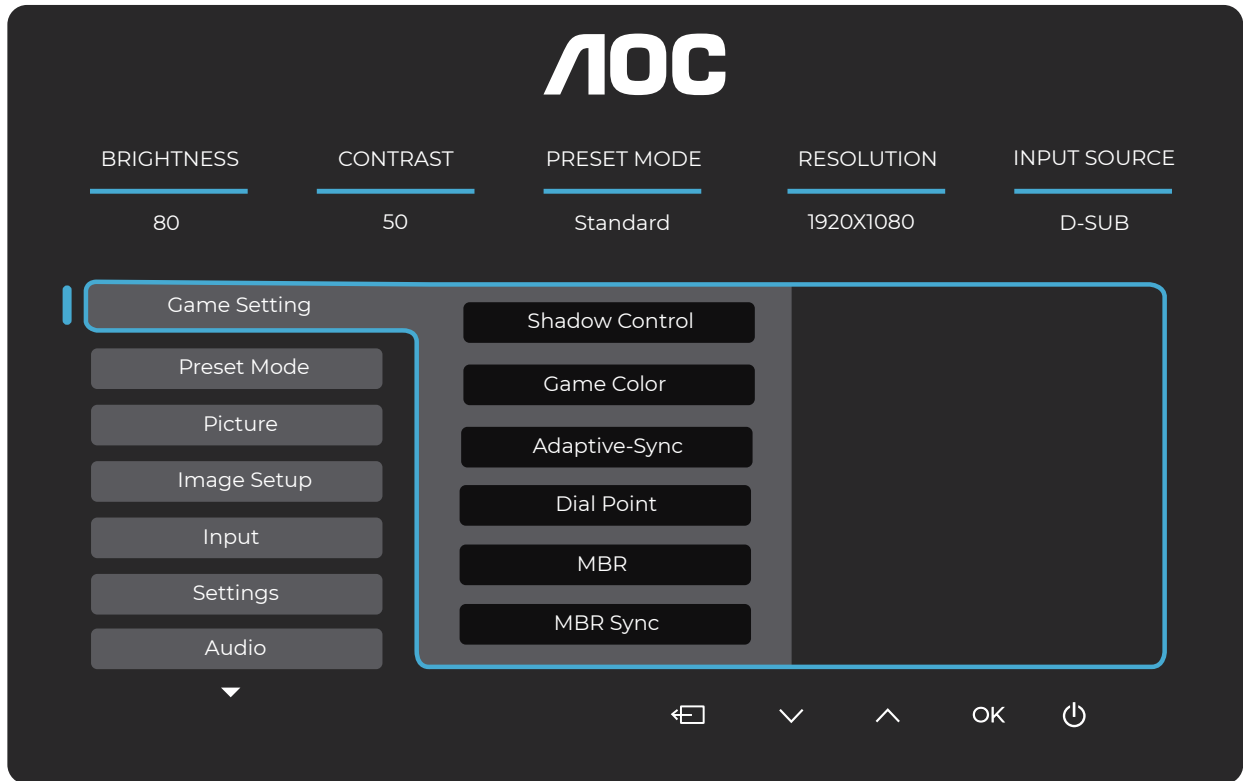 AOC
BRIGHTNESS CONTRAST PRESET MODE RESOLUTION INPUT SOURCE
80 50 Standard 1920X1080 D-SUB
Game Setting
Preset Mode
Picture
Image Setup
Input
Settings
Audio
Shadow Control
Game Color
Adaptive-Sync
Dial Point
MBR
MBR Sync
OK